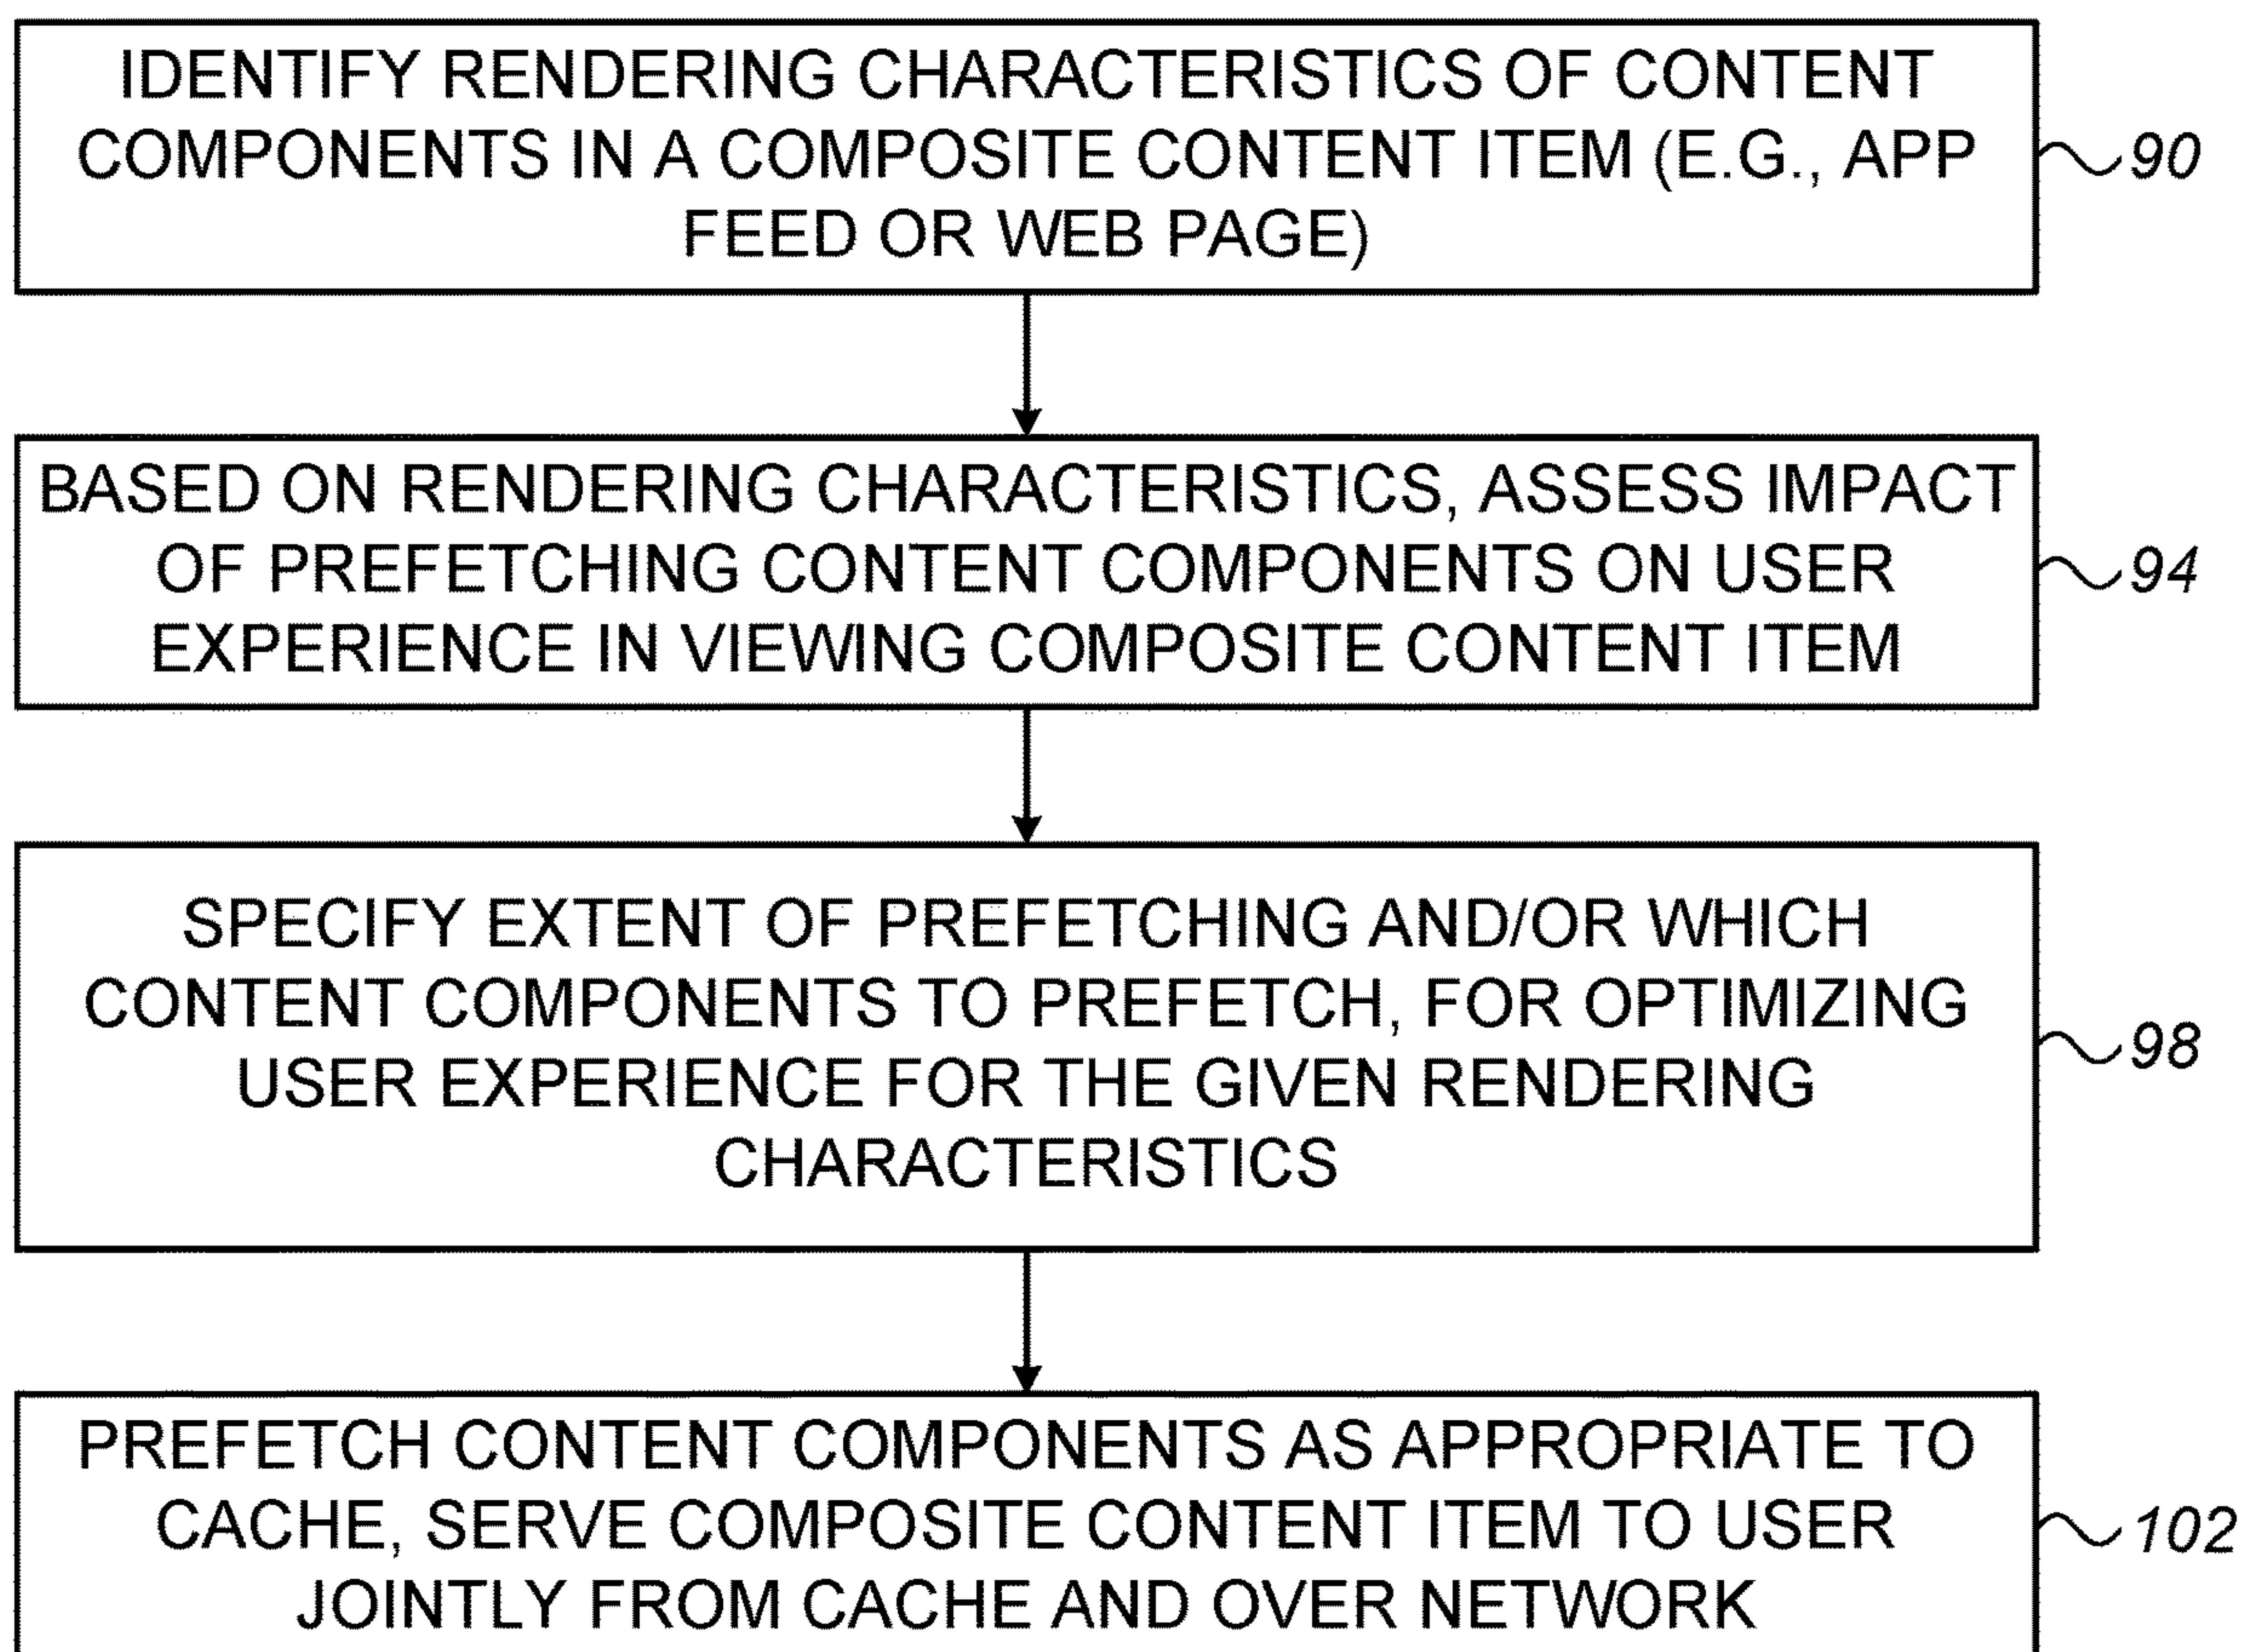 IDENTIFY RENDERING CHARACTERISTICS OF CONTENT
COMPONENTS IN A COMPOSITE CONTENT ITEM (E.G., APP
FEED OR WEB PAGE)
90
BASED ON RENDERING CHARACTERISTICS, ASSESS IMPACT
OF PREFETCHING CONTENT COMPONENTS ON USER
EXPERIENCE IN VIEWING COMPOSITE CONTENT ITEM
94
SPECIFY EXTENT OF PREFETCHING AND/OR WHICH
CONTENT COMPONENTS TO PREFETCH, FOR OPTIMIZING
USER EXPERIENCE FOR THE GIVEN RENDERING
CHARACTERISTICS
98
PREFETCH CONTENT COMPONENTS AS APPROPRIATE TO
CACHE, SERVE COMPOSITE CONTENT ITEM TO USER
JOINTLY FROM CACHE AND OVER NETWORK
102